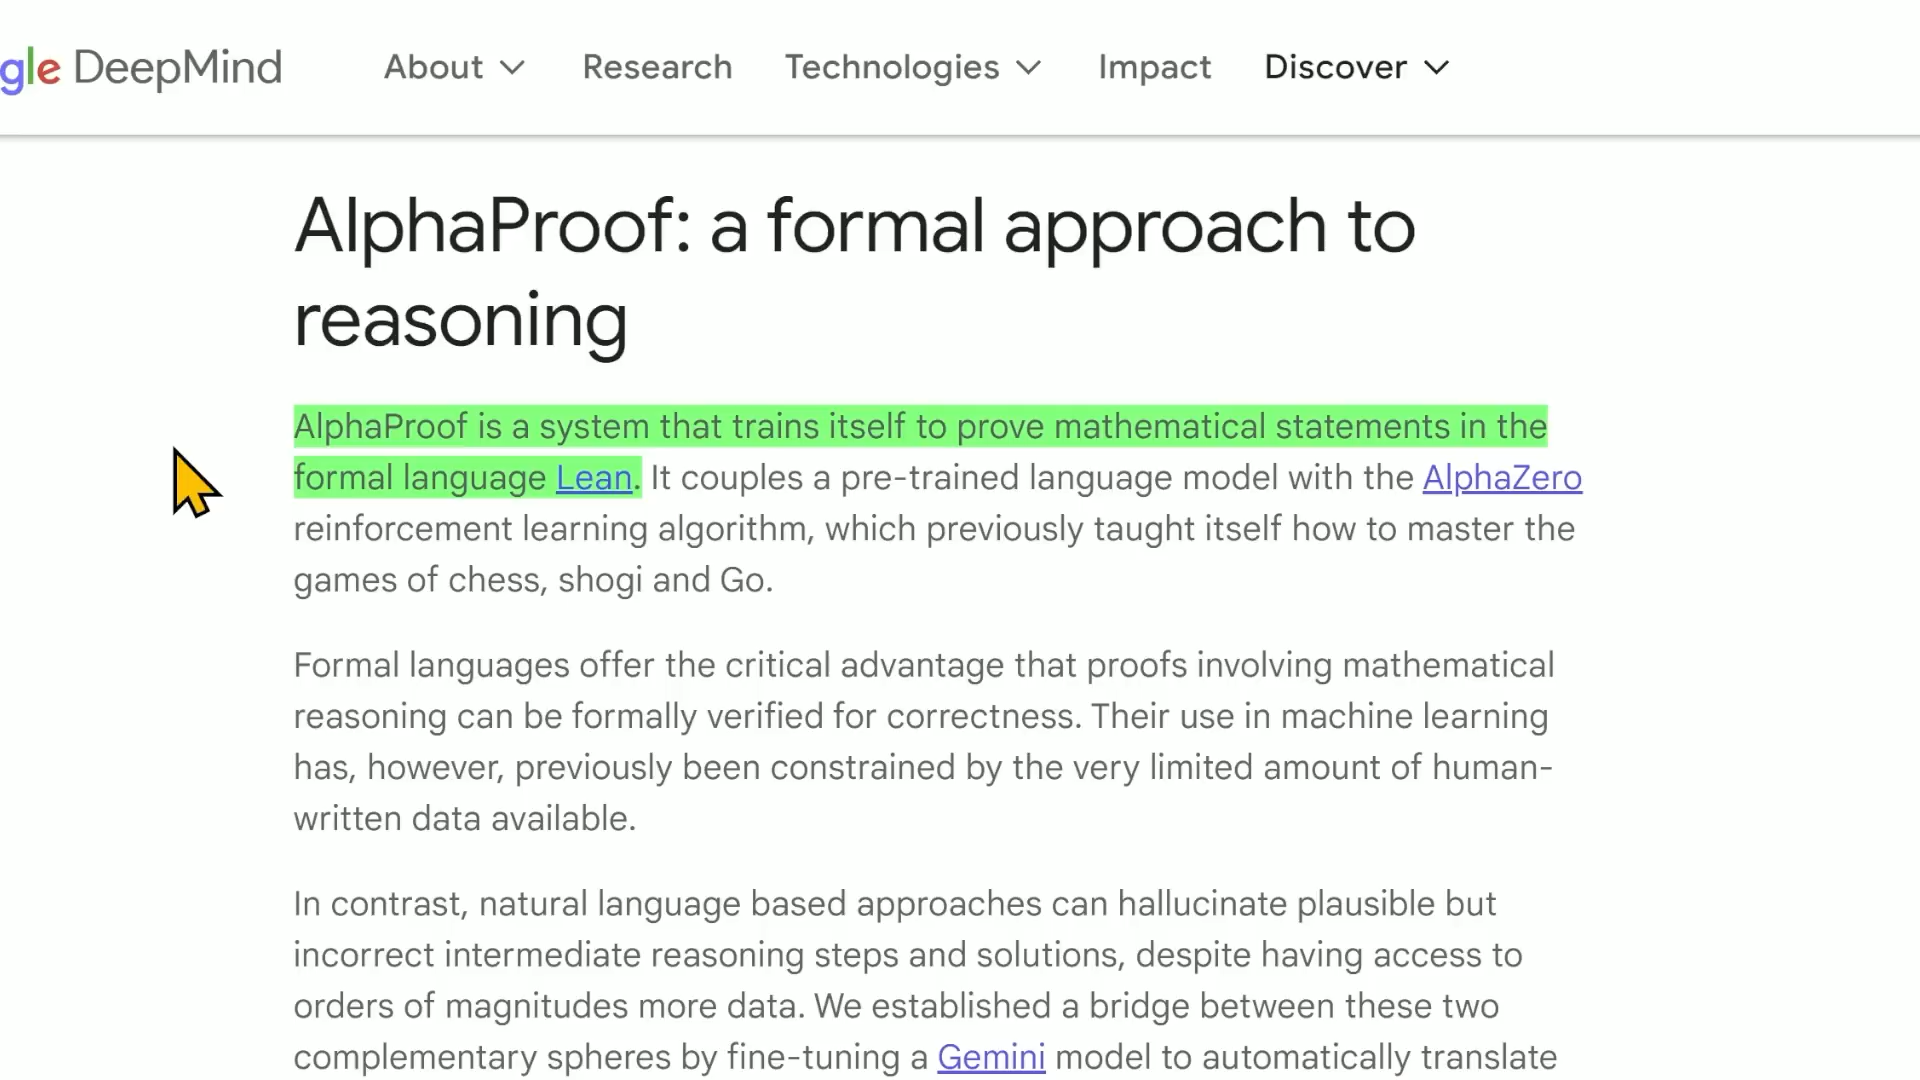 gle DeepMind About Research Technologies Impact Discover
AlphaProof: a formal approach to
reasoning
AlphaProof is a system that trains itself to prove mathematical statements in the
formal language Lean. It couples a pre-trained language model with the AlphaZero
reinforcement learning algorithm, which previously taught itself how to master the
games of chess, shogi and Go.
Formal languages offer the critical advantage that proofs involving mathematical
reasoning can be formally verified for correctness. Their use in machine learning
has, however, previously been constrained by the very limited amount of human-
written data available.
In contrast, natural language based approaches can hallucinate plausible but
incorrect intermediate reasoning steps and solutions, despite having access to
orders of magnitudes more data. We established a bridge between these two
complementary spheres by fine-tuning a Gemini model to automatically translate